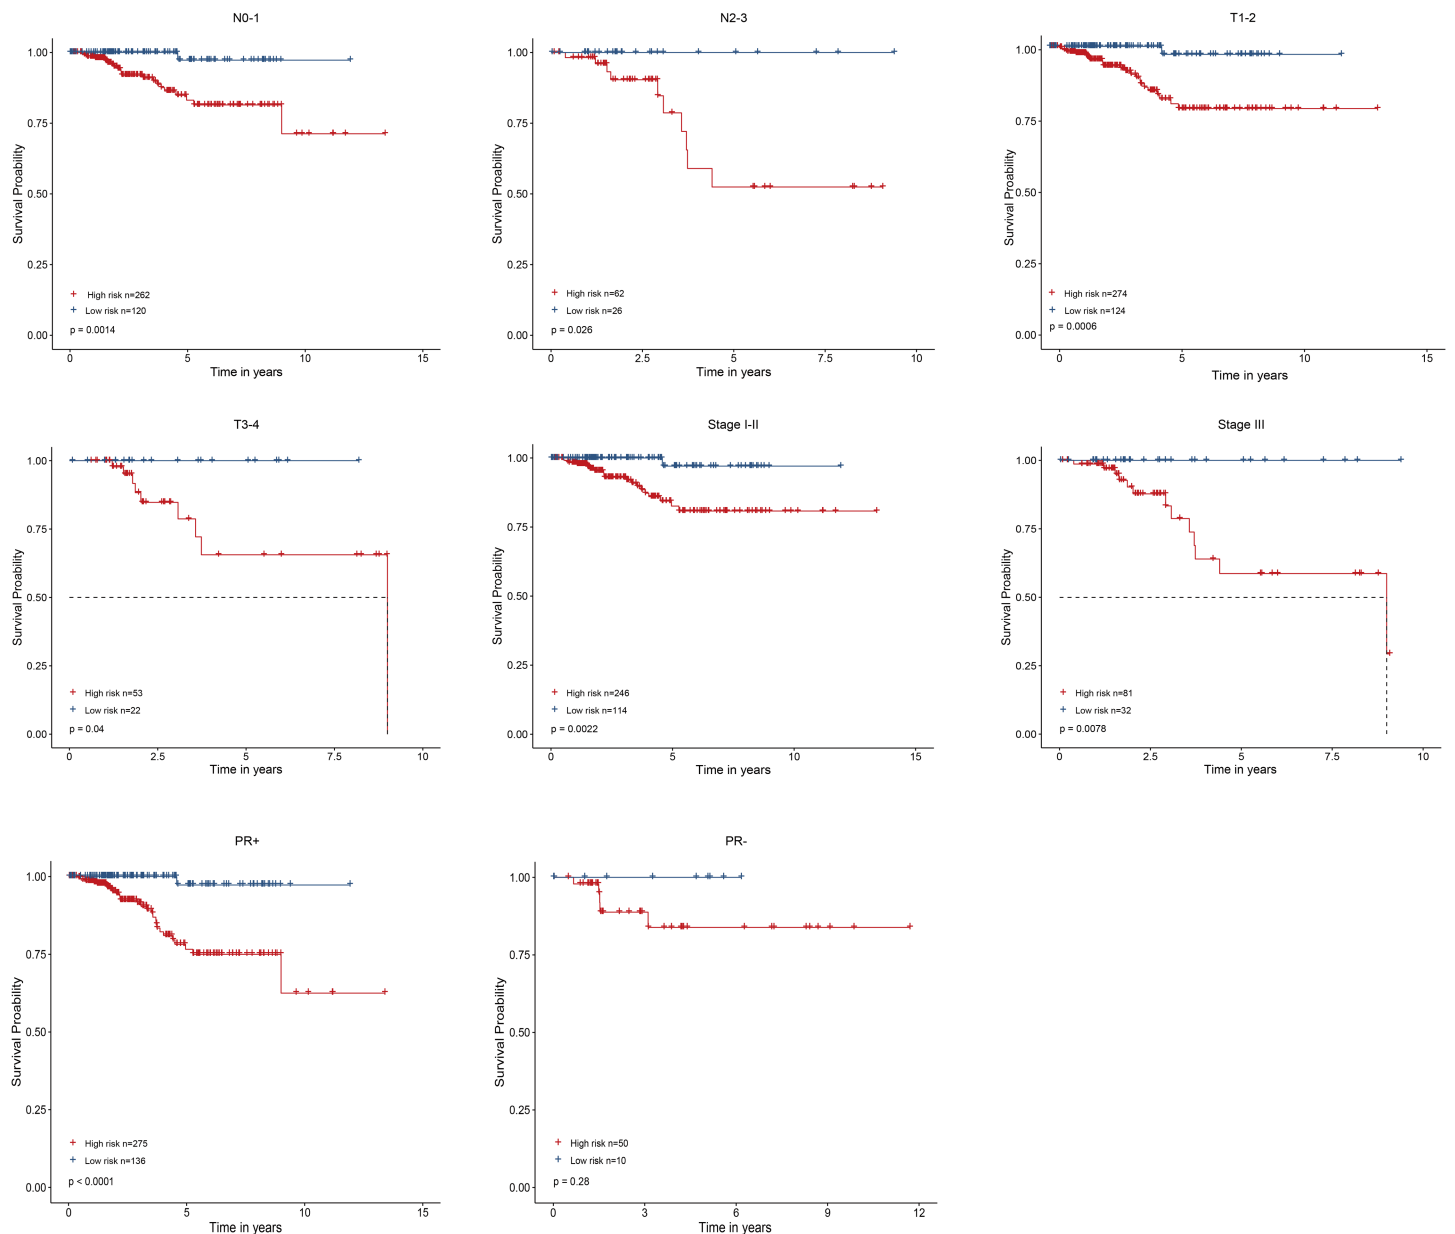 N0-1
1.00
0.75
0.50
0.25
0.00
Survival Proability
High risk n=262
Low risk n=120
p = 0.0014
0 5 10 15
Time in years
N2-3
1.00
0.75
0.50
0.25
0.00
Survival Proability
High risk n=62
Low risk n=26
p = 0.026
0 2.5 5 7.5 10
Time in years
T1-2
1.00
0.75
0.50
0.25
0.00
Survival Proability
High risk n=274
Low risk n=124
p = 0.0006
0 5 10 15
Time in years
T3-4
1.00
0.75
0.50
0.25
0.00
Survival Proability
High risk n=53
Low risk n=22
p = 0.04
0 2.5 5 7.5 10
Time in years
Stage I-II
1.00
0.75
0.50
0.25
0.00
Survival Proability
High risk n=246
Low risk n=114
p = 0.0022
0 5 10 15
Time in years
Stage III
1.00
0.75
0.50
0.25
0.00
Survival Proability
High risk n=81
Low risk n=32
p = 0.0078
0 2.5 5 7.5 10
Time in years
PR+
1.00
0.75
0.50
0.25
0.00
Survival Proability
High risk n=275
Low risk n=136
p < 0.0001
0 5 10 15
Time in years
PR-
1.00
0.75
0.50
0.25
0.00
Survival Proability
High risk n=50
Low risk n=10
p = 0.28
0 3 6 9 12
Time in years